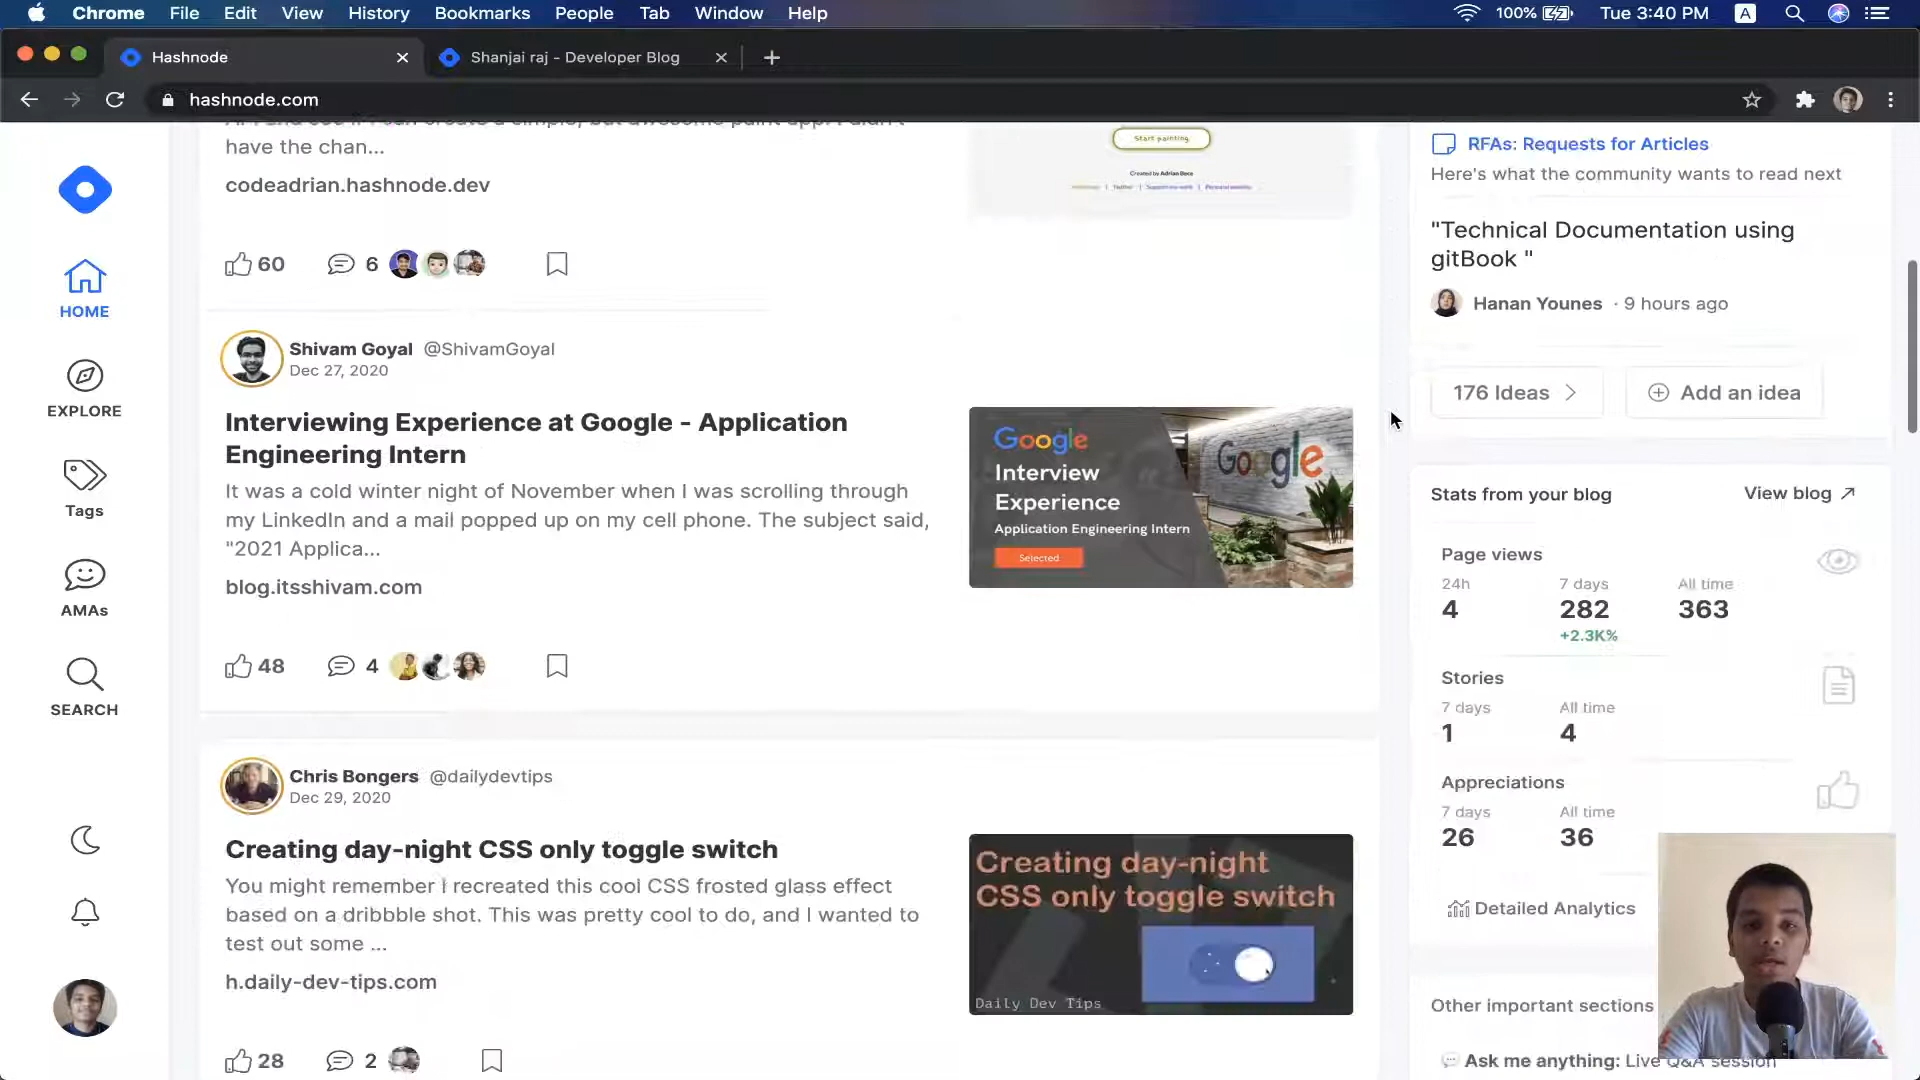 Chrome File Edit View History Bookmarks People Tab Window Help 100% Tue 3:40 PM A
Hashnode
Shanjai raj - Developer Blog
hashnode.com
have the chan...
codeadrian.hashnode.dev
60 6
Start painting
HOME
EXPLORE
Tags
AMAs
SEARCH
Shivam Goyal @ShivamGoyal
Dec 27, 2020
Interviewing Experience at Google - Application
Engineering Intern
It was a cold winter night of November when I was scrolling through
my LinkedIn and a mail popped up on my cell phone. The subject said,
"2021 Applica...
blog.itsshivam.com
48 4
Google
Interview
Experience
Application Engineering Intern
Selected
Google
Chris Bongers @dailydevtips
Dec 29, 2020
Creating day-night CSS only toggle switch
You might remember I recreated this cool CSS frosted glass effect
based on a dribbble shot. This was pretty cool to do, and I wanted to
test out some ...
h.daily-dev-tips.com
28 2
Creating day-night
CSS only toggle switch
Daily Dev Tips
RFAs: Requests for Articles
Here's what the community wants to read next
"Technical Documentation using
gitBook "
Hanan Younes · 9 hours ago
176 Ideas
Add an idea
Stats from your blog View blog
Page views
24h 7 days All time
4 282 363
+2.3K%
Stories
7 days All time
1 4
Appreciations
7 days All time
26 36
Detailed Analytics
Other important sections
Ask me anything: Live Q&A session